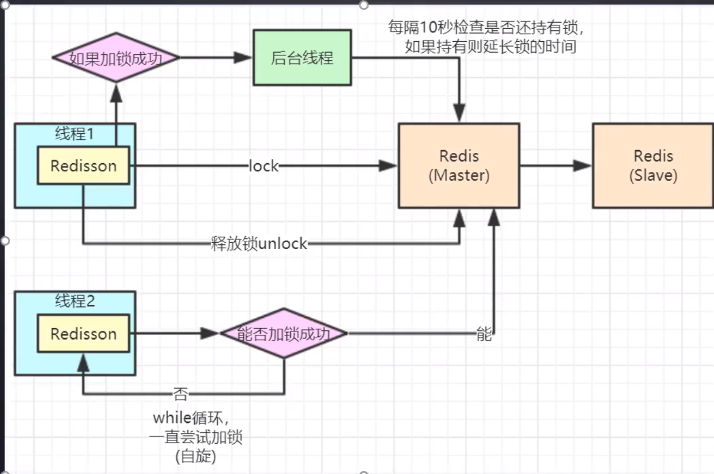 每隔10秒检查是否还持有锁，
如果持有则延长锁的时间
如果加锁成功
后台线程
线程1
Redisson
lock
Redis
(Master)
Redis
(Slave)
释放锁unlock
线程2
Redisson
能否加锁成功
能
否
while循环，
一直尝试加锁
(自旋)